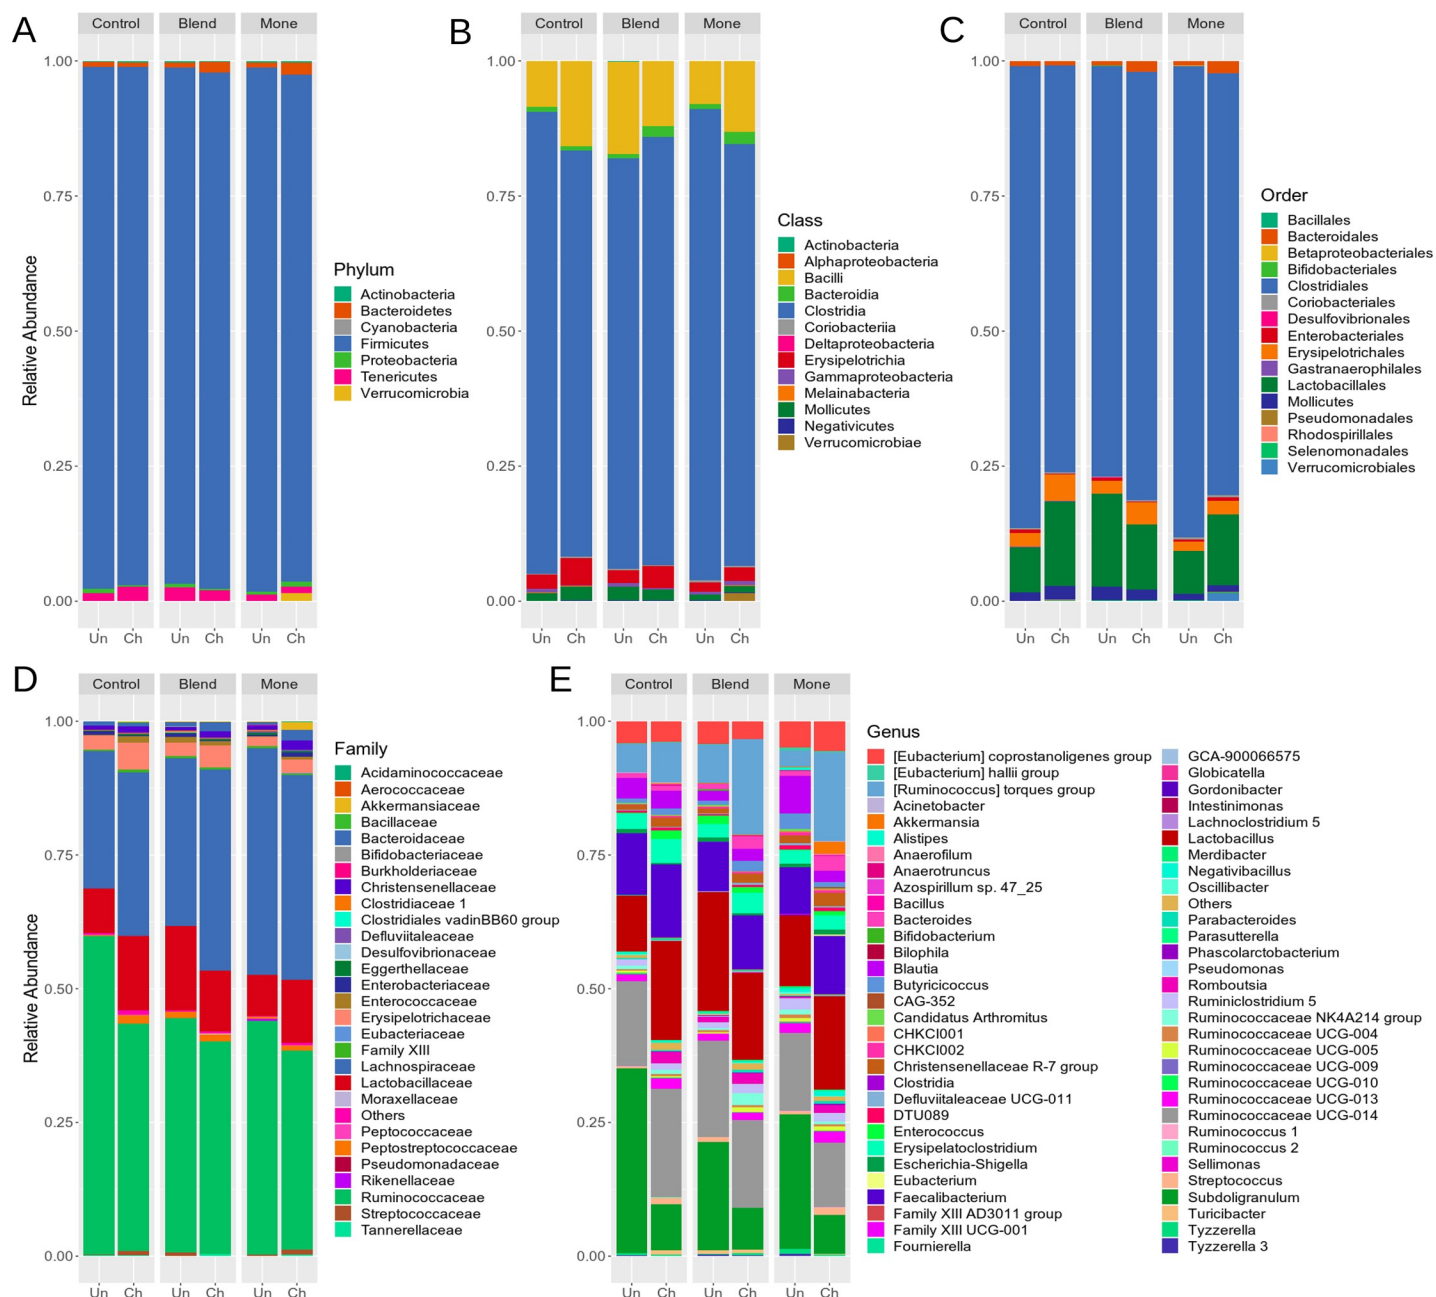 A
Control Blend Mone
1.00
0.75
0.50
0.25
0.00
Relative Abundance
Un Ch Un Ch Un Ch
Phylum
Actinobacteria
Bacteroidetes
Cyanobacteria
Firmicutes
Proteobacteria
Tenericutes
Verrucomicrobia
B
Control Blend Mone
1.00
0.75
0.50
0.25
0.00
Un Ch Un Ch Un Ch
Class
Actinobacteria
Alphaproteobacteria
Bacilli
Bacteroidia
Clostridia
Coriobacteriia
Deltaproteobacteria
Erysipelotrichia
Gammaproteobacteria
Melainabacteria
Mollicutes
Negativicutes
Verrucomicrobiae
C
Control Blend Mone
1.00
0.75
0.50
0.25
0.00
Un Ch Un Ch Un Ch
Order
Bacillales
Bacteroidales
Betaproteobacteriales
Bifidobacteriales
Clostridiales
Coriobacteriales
Desulfovibrionales
Enterobacteriales
Erysipelotrichales
Gastranaerophilales
Lactobacillales
Mollicutes
Pseudomonadales
Rhodospirillales
Selenomonadales
Verrucomicrobiales
D
Control Blend Mone
1.00
0.75
0.50
0.25
0.00
Relative Abundance
Un Ch Un Ch Un Ch
Family
Acidaminococcaceae
Aerococcaceae
Akkermansiaceae
Bacillaceae
Bacteroidaceae
Bifidobacteriaceae
Burkholderiaceae
Christensenellaceae
Clostridiaceae 1
Clostridiales vadinBB60 group
Defluviitaleaceae
Desulfovibrionaceae
Eggerthellaceae
Enterobacteriaceae
Enterococcaceae
Erysipelotrichaceae
Eubacteriaceae
Family XIII
Lachnospiraceae
Lactobacillaceae
Moraxellaceae
Others
Peptococcaceae
Peptostreptococcaceae
Pseudomonadaceae
Rikenellaceae
Ruminococcaceae
Streptococcaceae
Tannerellaceae
E
Control Blend Mone
1.00
0.75
0.50
0.25
0.00
Un Ch Un Ch Un Ch
Genus
[Eubacterium] coprostanoligenes group
[Eubacterium] hallii group
[Ruminococcus] torques group
Acinetobacter
Akkermansia
Alistipes
Anaerofilum
Anaerotruncus
Azospirillum sp. 47_25
Bacillus
Bacteroides
Bifidobacterium
Bilophila
Blautia
Butyricicoccus
CAG-352
Candidatus Arthromitus
CHKCI001
CHKCI002
Christensenellaceae R-7 group
Clostridia
Defluviitaleaceae UCG-011
DTU089
Enterococcus
Erysipelatoclostridium
Escherichia-Shigella
Eubacterium
Faecalibacterium
Family XIII AD3011 group
Family XIII UCG-001
Fournierella
GCA-900066575
Globicatella
Gordonibacter
Intestinimonas
Lachnoclostridium 5
Lactobacillus
Merdibacter
Negativibacillus
Oscillibacter
Others
Parabacteroides
Parasutterella
Phascolarctobacterium
Pseudomonas
Romboutsia
Ruminiclostridium 5
Ruminococcaceae NK4A214 group
Ruminococcaceae UCG-004
Ruminococcaceae UCG-005
Ruminococcaceae UCG-009
Ruminococcaceae UCG-010
Ruminococcaceae UCG-013
Ruminococcaceae UCG-014
Ruminococcus 1
Ruminococcus 2
Sellimonas
Streptococcus
Subdoligranulum
Turicibacter
Tyzzerella
Tyzzerella 3